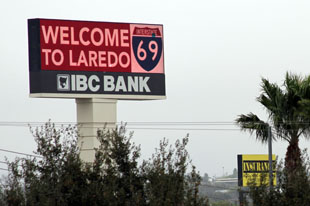 WELCOME
TO LAREDO
INTERSTATE
69
IBC BANK
INSURANCE